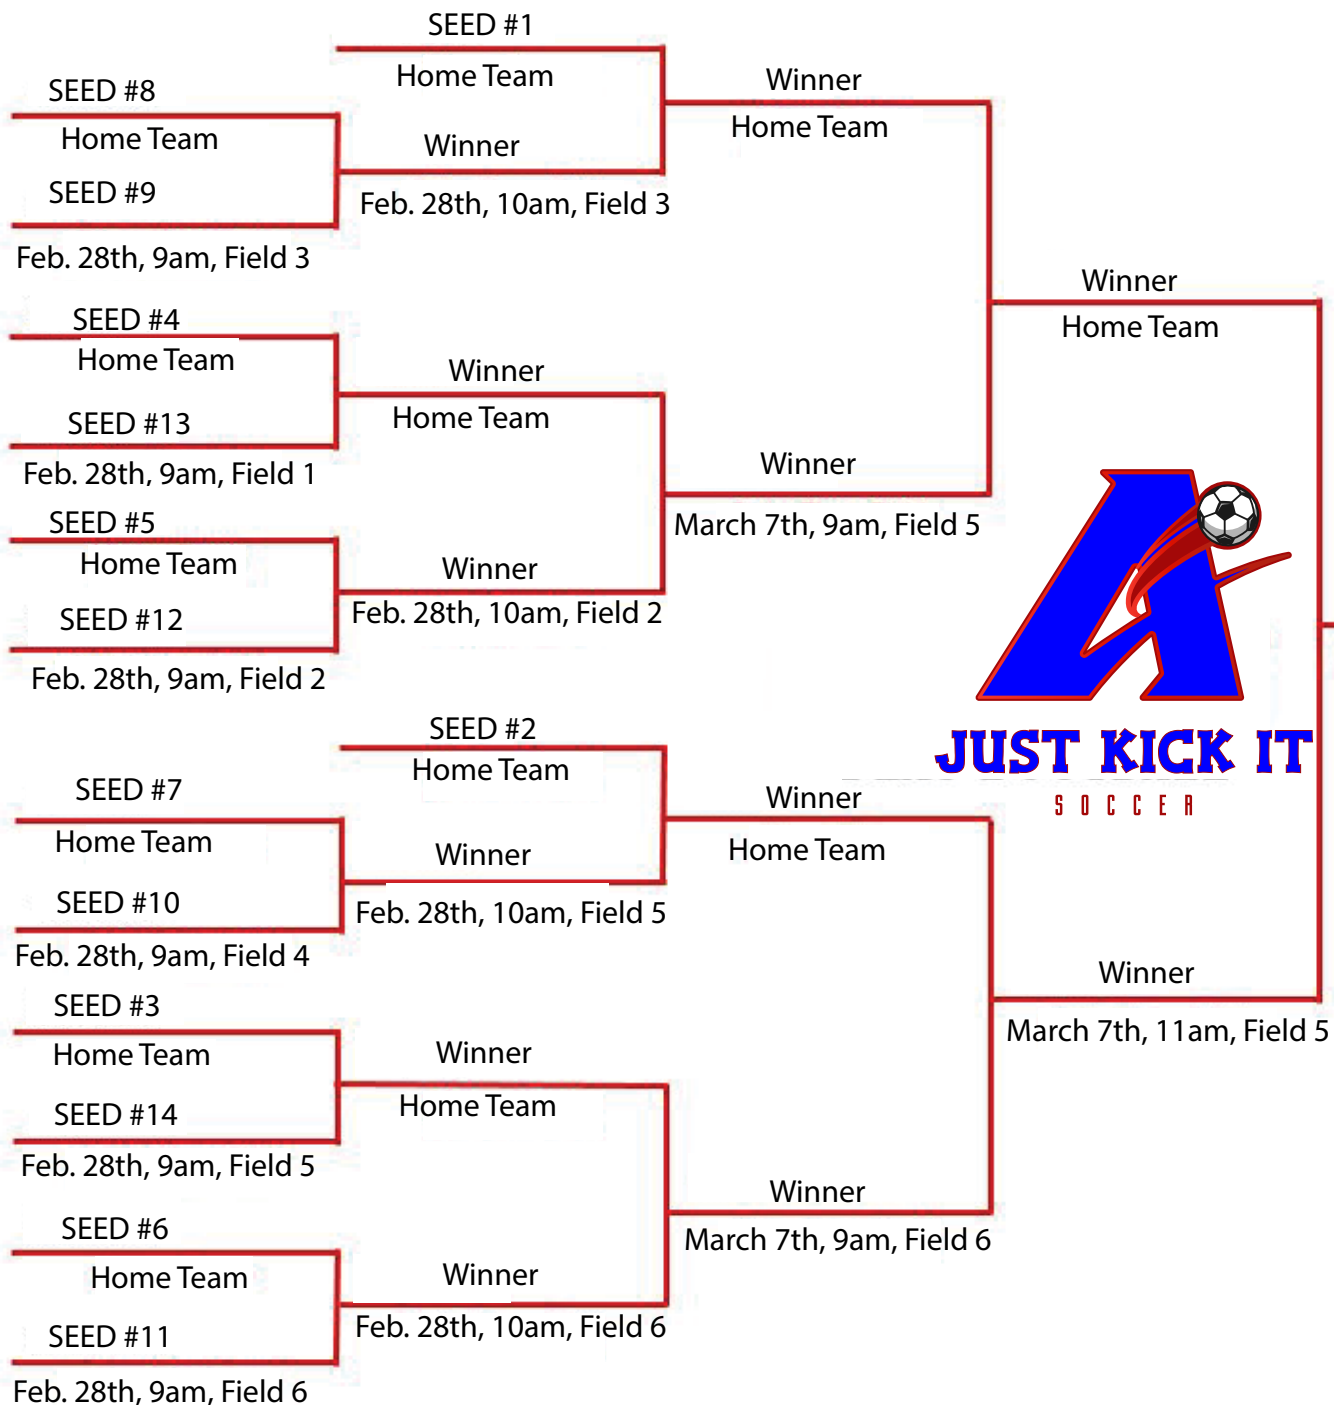 SEED #1
Home Team
SEED #8
Home Team
Winner
SEED #9
Feb. 28th, 10am, Field 3
Feb. 28th, 9am, Field 3
Winner
Home Team
SEED #4
Home Team
SEED #13
Feb. 28th, 9am, Field 1
Winner
Home Team
SEED #5
Home Team
SEED #12
Feb. 28th, 9am, Field 2
Winner
Feb. 28th, 10am, Field 2
Winner
March 7th, 9am, Field 5
Winner
Home Team
JUST KICK IT
SOCCER
SEED #2
Home Team
SEED #7
Home Team
Winner
SEED #10
Feb. 28th, 10am, Field 5
Feb. 28th, 9am, Field 4
Winner
Home Team
SEED #3
Home Team
SEED #14
Feb. 28th, 9am, Field 5
Winner
Home Team
SEED #6
Home Team
SEED #11
Feb. 28th, 9am, Field 6
Winner
Feb. 28th, 10am, Field 6
Winner
March 7th, 9am, Field 6
Winner
March 7th, 11am, Field 5